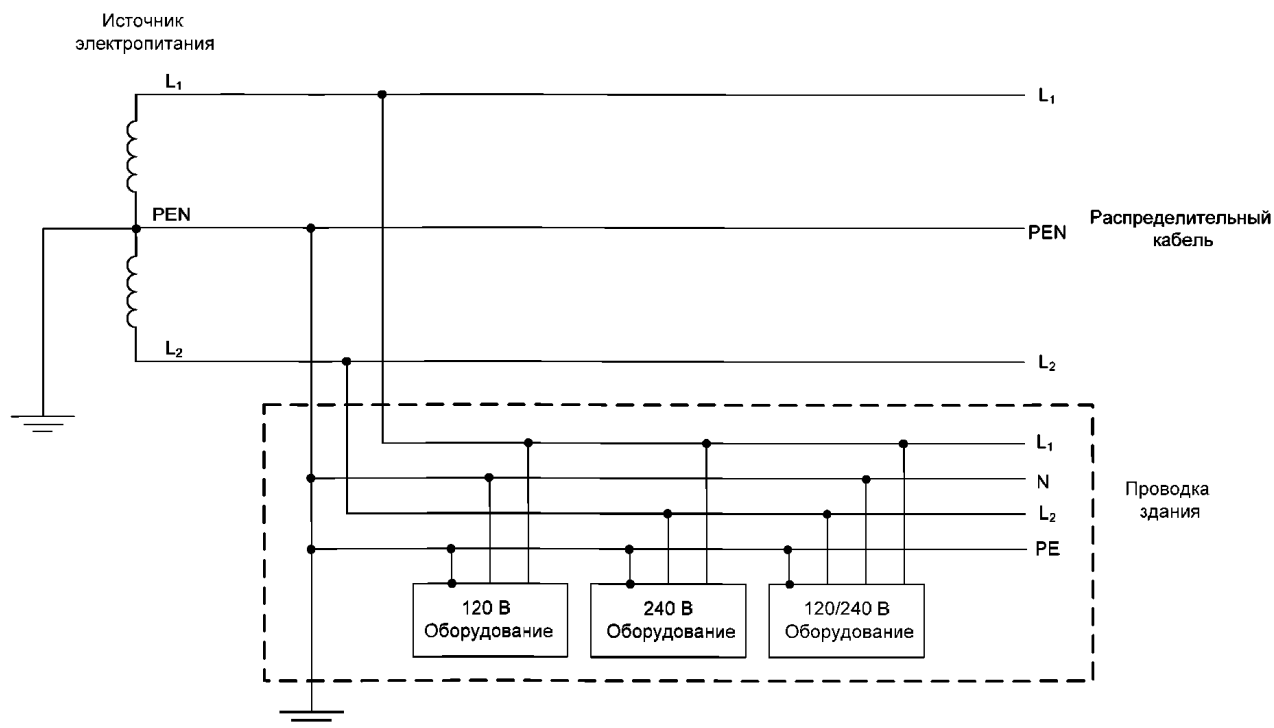 Источник
электропитания
L₁
L₁
PEN
PEN
Распределительный
кабель
L₂
L₂
L₁
N
L₂
PE
Проводка
здания
120 В
Оборудование
240 В
Оборудование
120/240 В
Оборудование